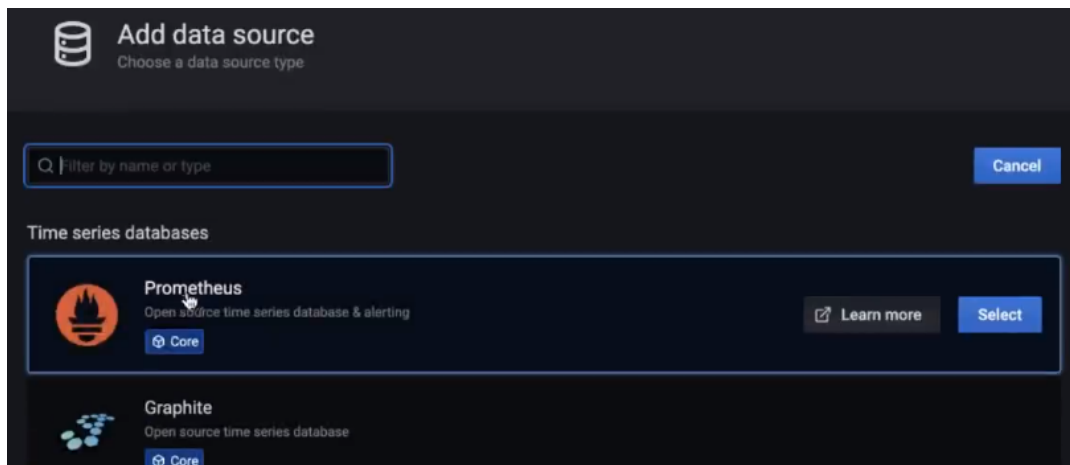 Add data source
Choose a data source type
Filter by name or type
Cancel
Time series databases
Prometheus
Open source time series database & alerting
Core
Learn more
Select
Graphite
Open source time series database
Core